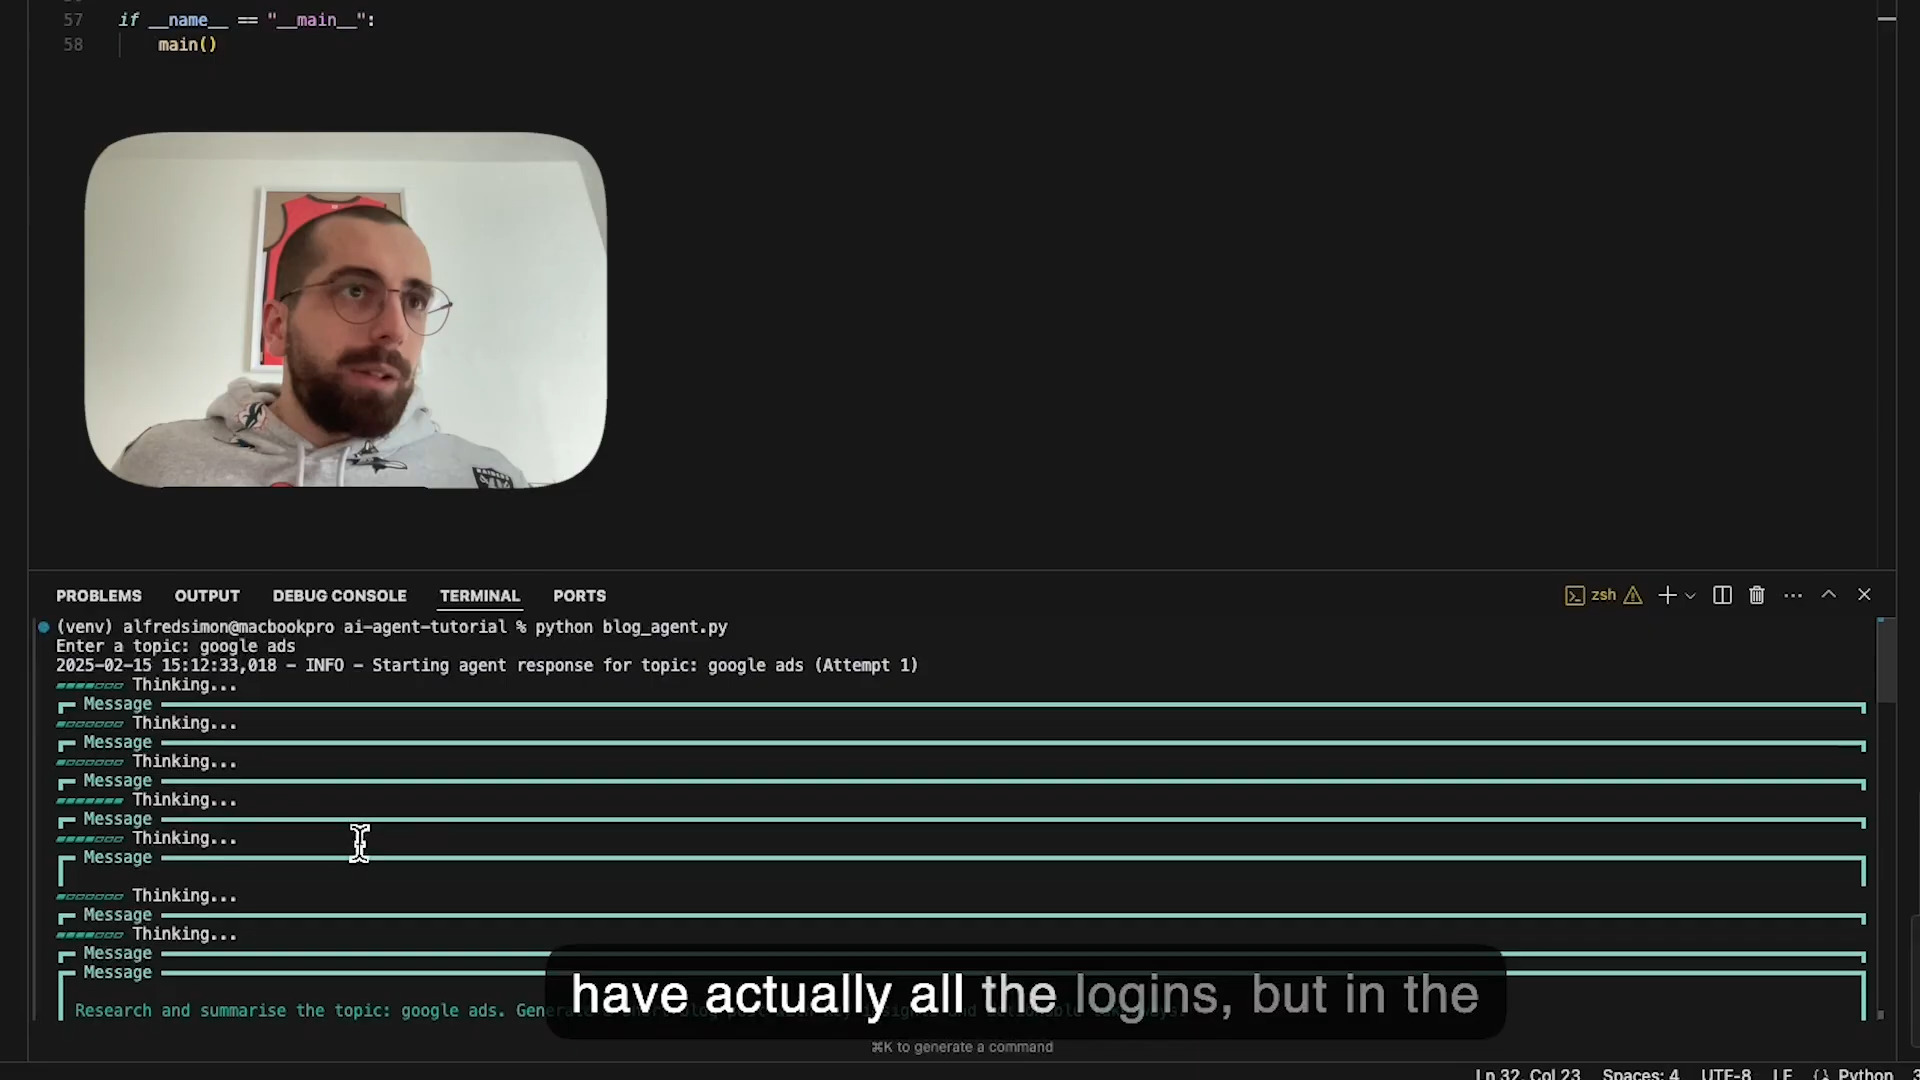 57 if __name__ == "__main__":
58 main()
PROBLEMS OUTPUT DEBUG CONSOLE TERMINAL PORTS zsh
(venv) alfredsimon@macbookpro ai-agent-tutorial % python blog_agent.py
Enter a topic: google ads
2025-02-15 15:12:33,018 - INFO - Starting agent response for topic: google ads (Attempt 1)
Thinking...
Message
Thinking...
Message
Thinking...
Message
Thinking...
Message
Thinking...
Message
Thinking...
Message
Thinking...
Message
Message
Research and summarise the topic: google ads.
have actually all the logins, but in the
⌘K to generate a command
Ln 32, Col 23 Spaces: 4 UTF-8 LF {} Python